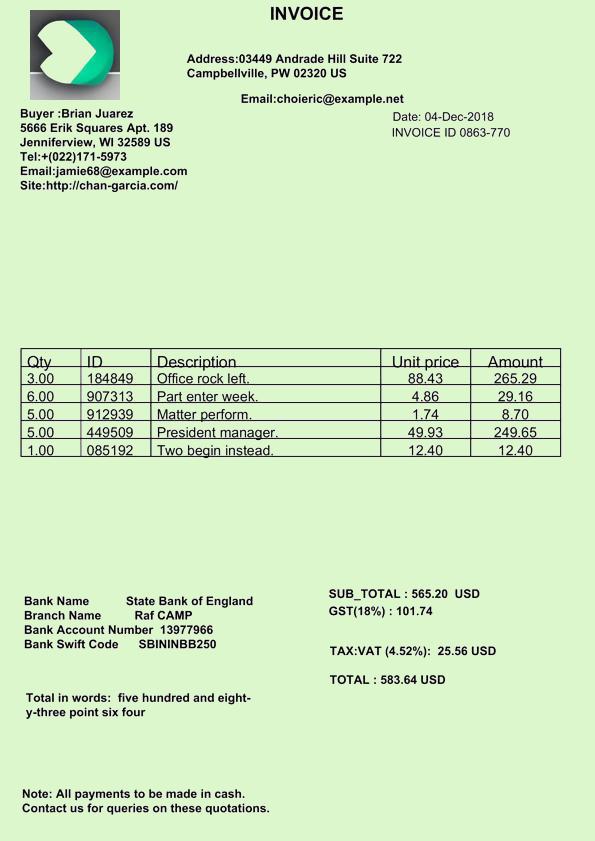 INVOICE
Address:03449 Andrade Hill Suite 722
Campbellville, PW 02320 US
Email:choieric@example.net
Buyer :Brian Juarez
5666 Erik Squares Apt. 189
Jenniferview, WI 32589 US
Tel:+(022)171-5973
Email:jamie68@example.com
Site:http://chan-garcia.com/
Date: 04-Dec-2018
INVOICE ID 0863-770
Qty ID Description Unit price Amount
3.00 184849 Office rock left. 88.43 265.29
6.00 907313 Part enter week. 4.86 29.16
5.00 912939 Matter perform. 1.74 8.70
5.00 449509 President manager. 49.93 249.65
1.00 085192 Two begin instead. 12.40 12.40
Bank Name State Bank of England
Branch Name Raf CAMP
Bank Account Number 13977966
Bank Swift Code SBININBB250
SUB_TOTAL : 565.20 USD
GST(18%) : 101.74
TAX:VAT (4.52%): 25.56 USD
TOTAL : 583.64 USD
Total in words: five hundred and eight-
y-three point six four
Note: All payments to be made in cash.
Contact us for queries on these quotations.